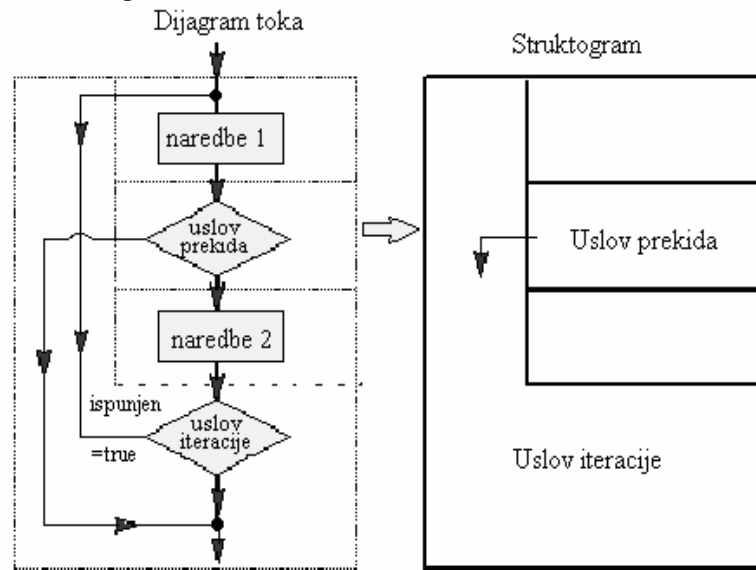 Dijagram toka
Struktogram
naredbe 1
uslov
prekida
Uslov prekida
naredbe 2
ispunjen
=true
uslov
iteracije
Uslov iteracije